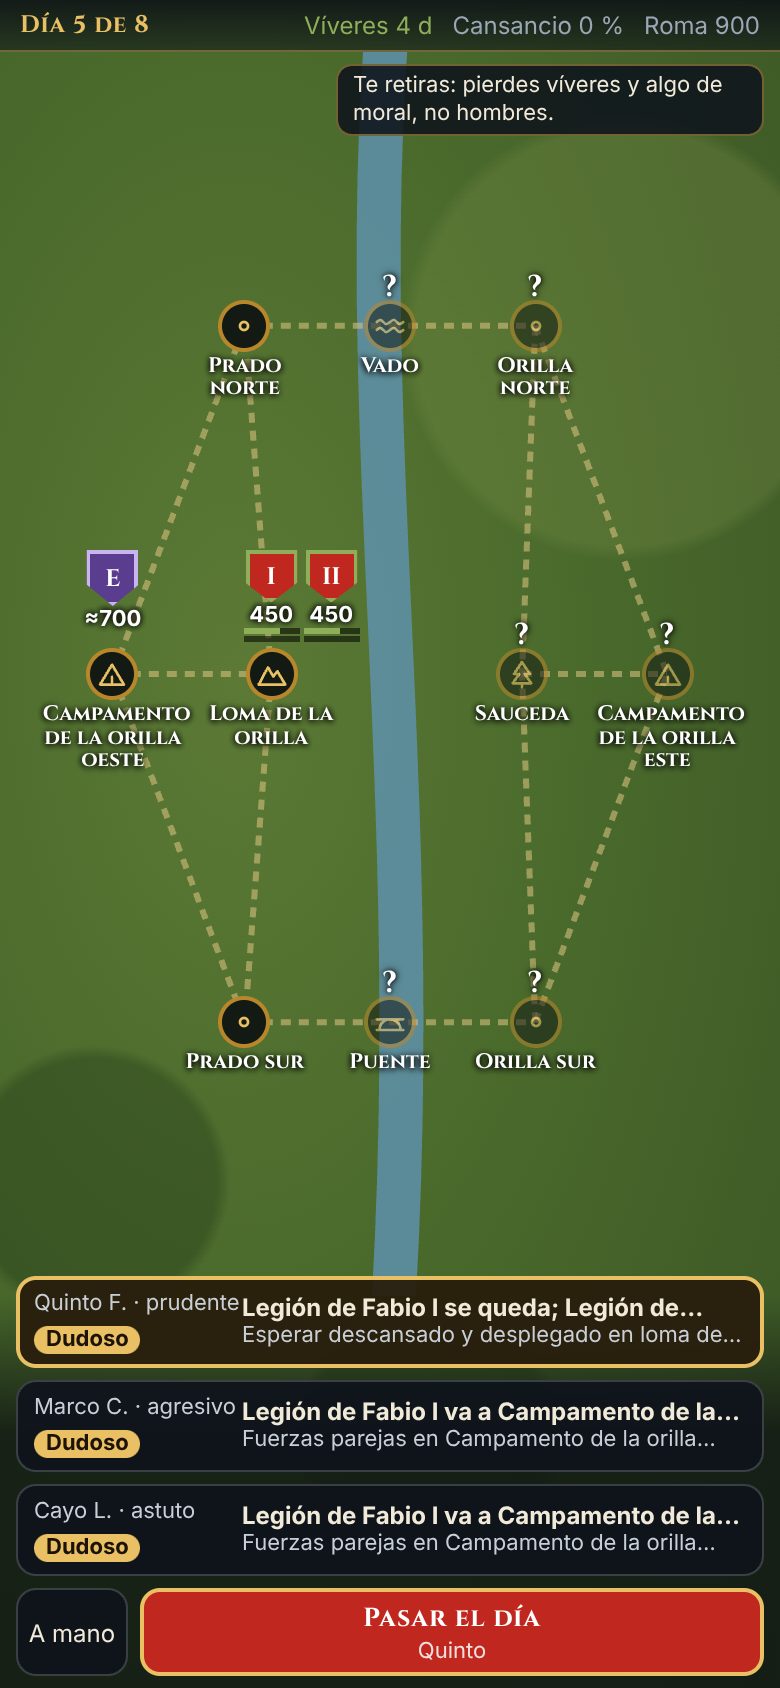 Día 5 de 8
Víveres 4 d Cansancio 0 % Roma 900
Te retiras: pierdes víveres y algo de
moral, no hombres.
? ?
Prado
norte
Vado
Orilla
norte
E
≈700
I II
450 450
? ?
Campamento
de la orilla
oeste
Loma de la
orilla
Sauceda
Campamento
de la orilla
este
? ?
Prado sur
Puente
Orilla sur
Quinto F. · prudente
Dudoso
Legión de Fabio I se queda; Legión de...
Esperar descansado y desplegado en loma de...
Marco C. · agresivo
Dudoso
Legión de Fabio I va a Campamento de la...
Fuerzas parejas en Campamento de la orilla...
Cayo L. · astuto
Dudoso
Legión de Fabio I va a Campamento de la...
Fuerzas parejas en Campamento de la orilla...
A mano
Pasar el día
Quinto